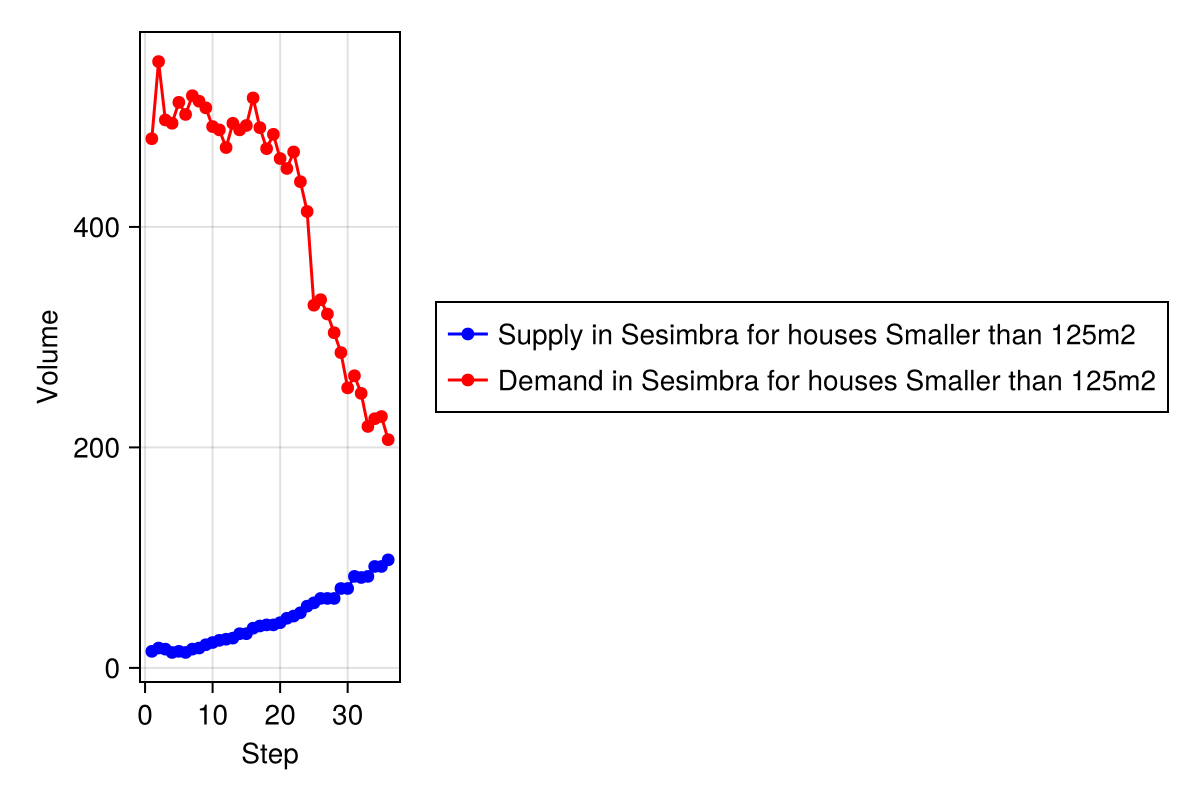 Volume
400
200
0
0 10 20 30
Step
Supply in Sesimbra for houses Smaller than 125m2
Demand in Sesimbra for houses Smaller than 125m2